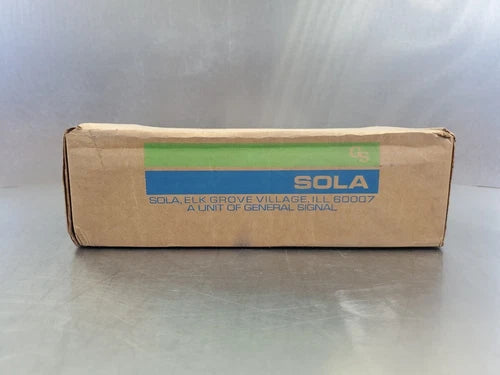 GS
SOLA
SOLA, ELK GROVE VILLAGE, ILL 60007
A UNIT OF GENERAL SIGNAL